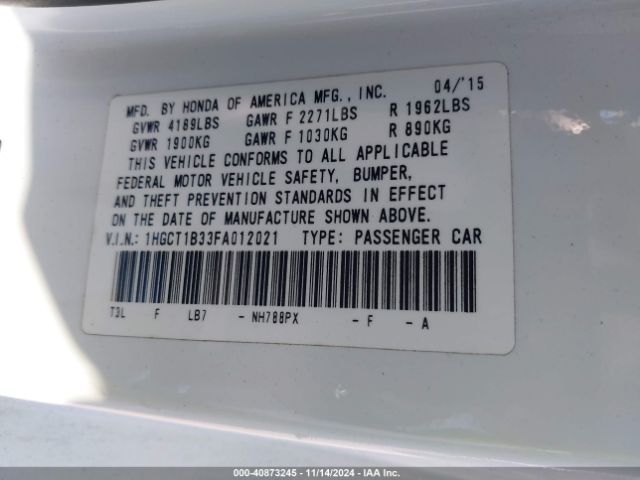 MFD. BY HONDA OF AMERICA MFG., INC. 04/'15
GVWR 4189LBS GAWR F 2271LBS R 1962LBS
GVWR 1900KG GAWR F 1030KG R 890KG
THIS VEHICLE CONFORMS TO ALL APPLICABLE
FEDERAL MOTOR VEHICLE SAFETY, BUMPER,
AND THEFT PREVENTION STANDARDS IN EFFECT
ON THE DATE OF MANUFACTURE SHOWN ABOVE.
V.I.N.: 1HGCT1B33FA012021 TYPE: PASSENGER CAR
T3L F LB7 - NH788PX - F - A
000-40873245 - 11/14/2024 - IAA Inc.